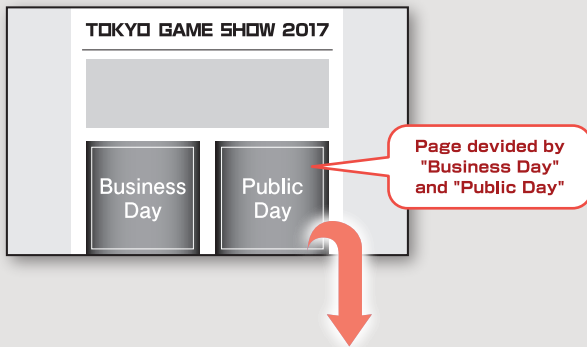 TOKYO GAME SHOW 2017
Business
Day
Public
Day
Page devided by
"Business Day"
and "Public Day"